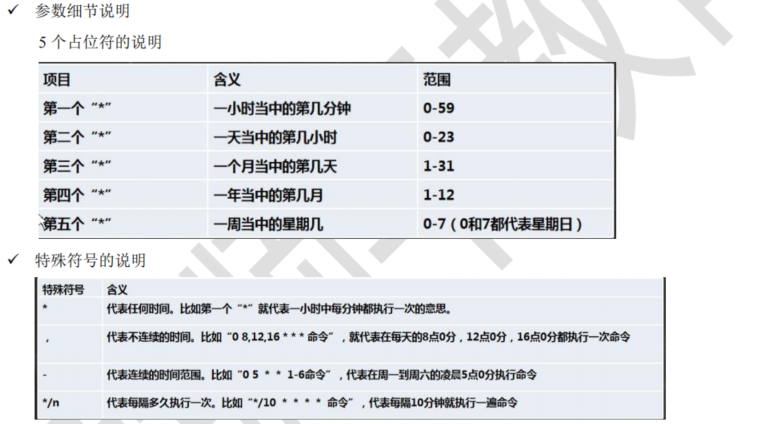 ✓ 参数细节说明
5 个占位符的说明
项目 含义 范围
第一个“*” 一小时当中的第几分钟 0-59
第二个“*” 一天当中的第几小时 0-23
第三个“*” 一个月当中的第几天 1-31
第四个“*” 一年当中的第几月 1-12
第五个“*” 一周当中的星期几 0-7（0和7都代表星期日）
✓ 特殊符号的说明
特殊符号 含义
* 代表任何时间。比如第一个“*”就代表一小时中每分钟都执行一次的意思。
， 代表不连续的时间。比如“0 8,12,16 * * * 命令”，就代表在每天的8点0分，12点0分，16点0分都执行一次命令
- 代表连续的时间范围。比如“0 5 * * 1-6命令”，代表在周一到周六的凌晨5点0分执行命令
*/n 代表每隔多久执行一次。比如“*/10 * * * * 命令”，代表每隔10分钟就执行一遍命令